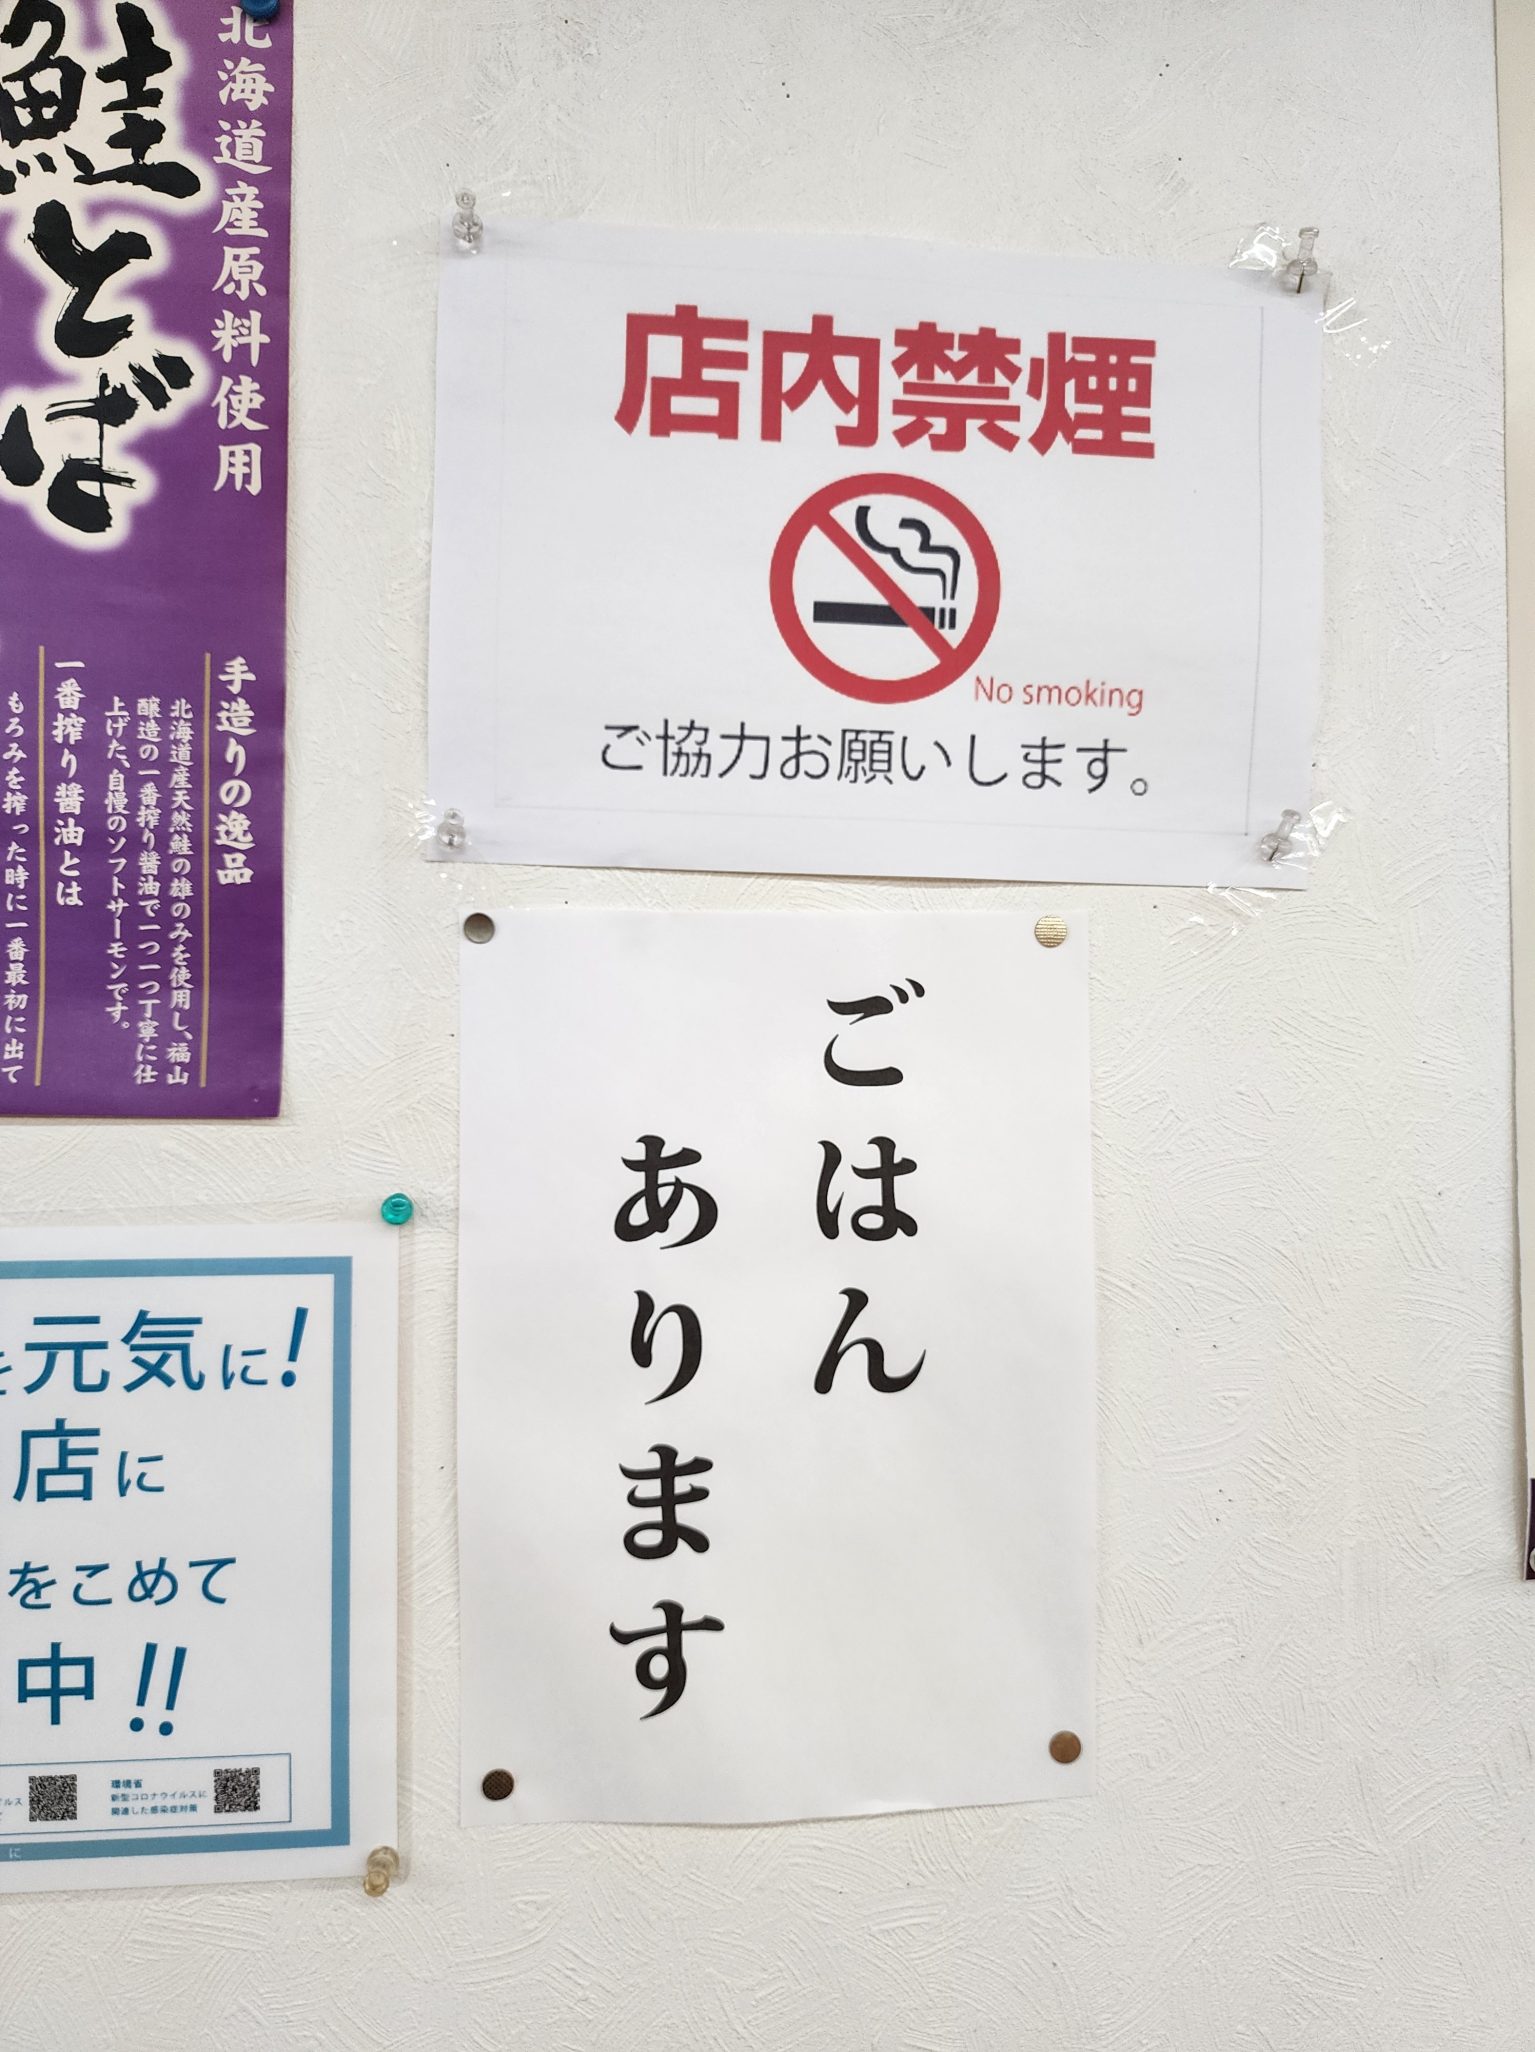 北海道産原料使用
鮭とば
手造りの逸品
北海道産天然鮭の雄のみを使用し、福山
醸造の一番搾り醤油で一つ一つ丁寧に仕
上げた、自慢のソフトサーモンです。
一番搾り醤油とは
もろみを搾った時に一番最初に出て
店内禁煙
No smoking
ご協力お願いします。
ごはん
あります
を元気に!
店に
をこめて
中!!
環境省
新型コロナウイルスに
関連した感染症対策
に